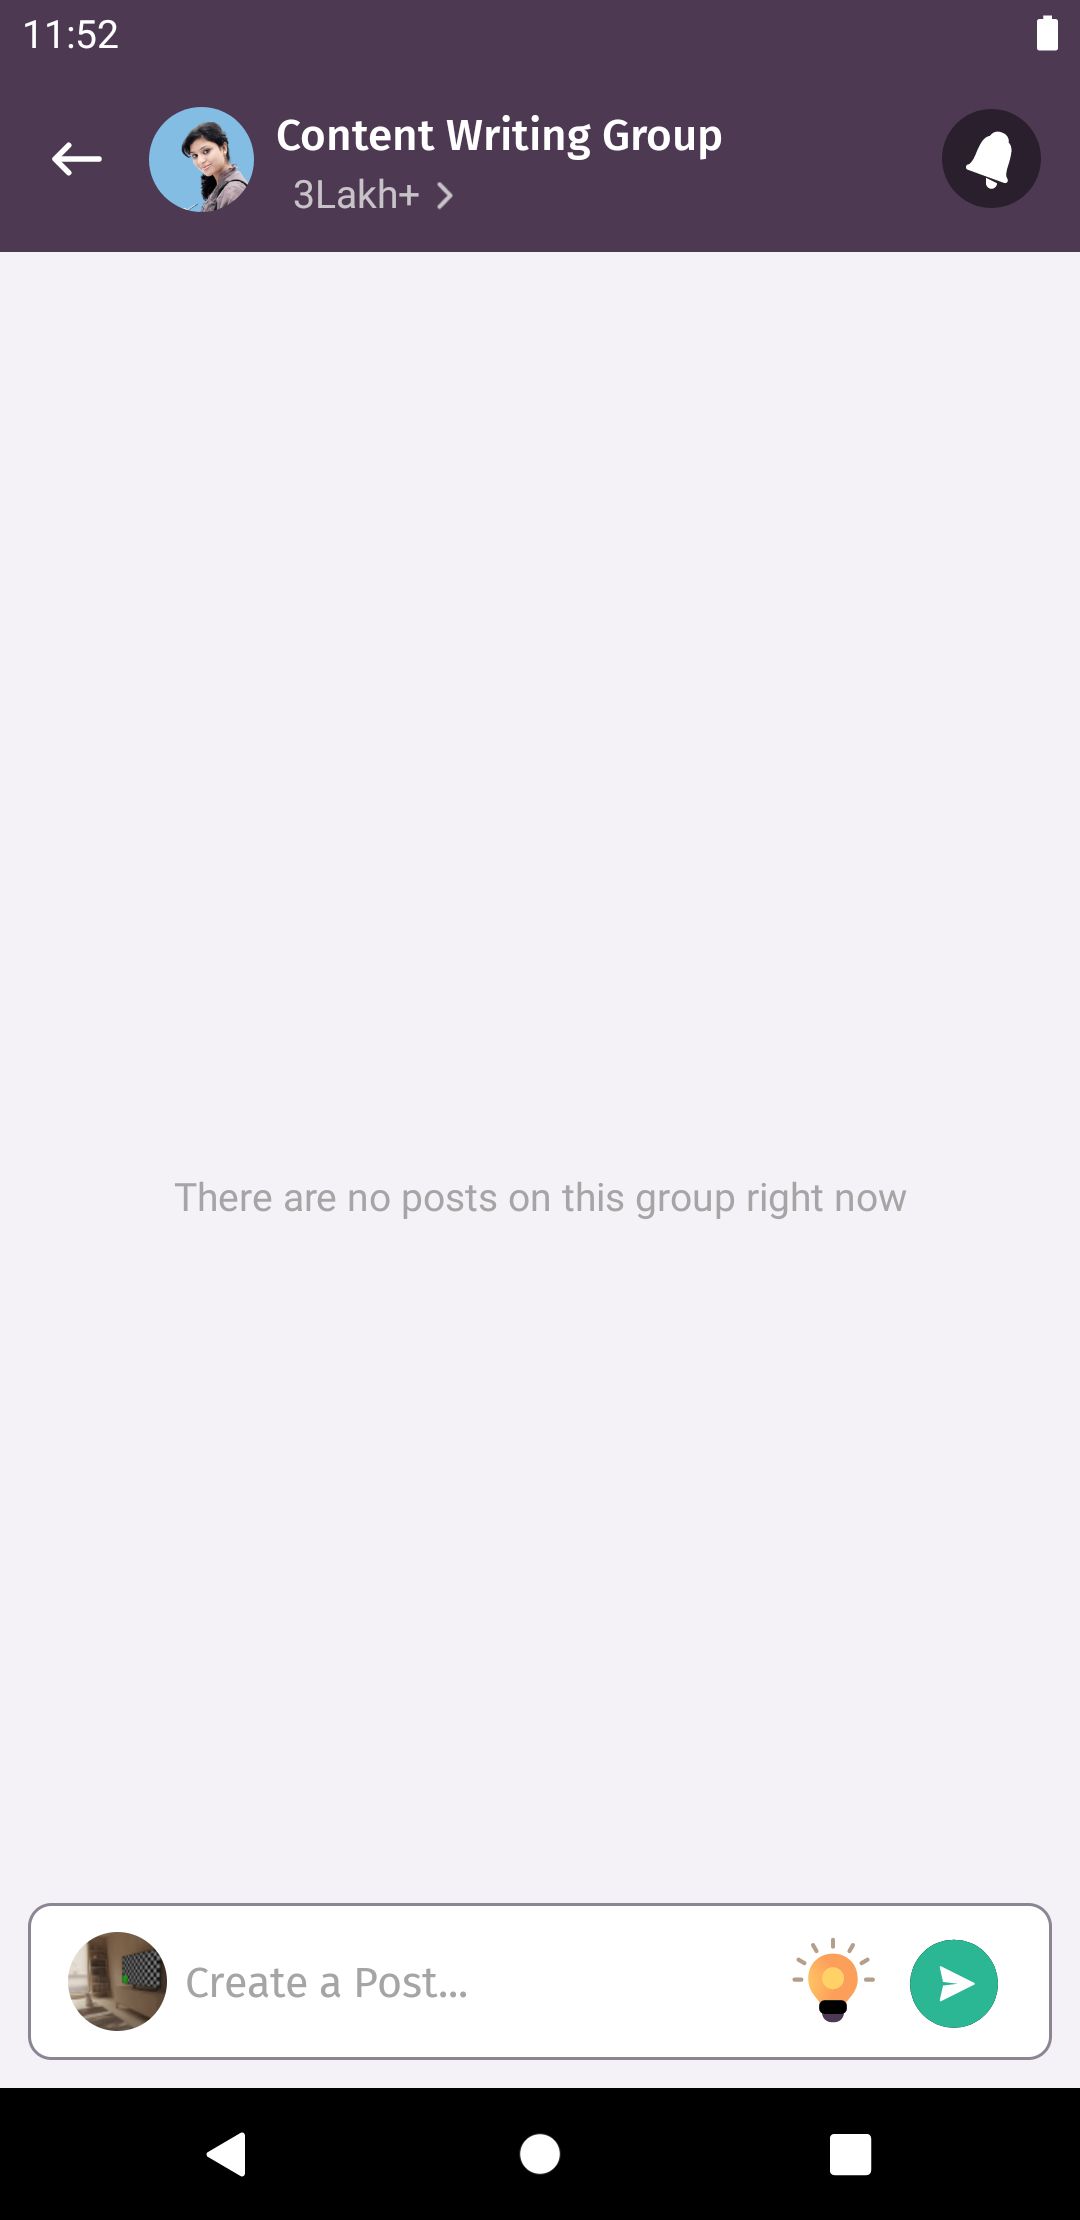 11:52
Content Writing Group
3Lakh+
There are no posts on this group right now
Create a Post...